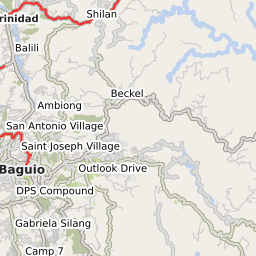 Shilan
rinidad
Balili
Beckel
Ambiong
San Antonio Village
Saint Joseph Village
Baguio
Outlook Drive
DPS Compound
Gabriela Silang
Camp 7